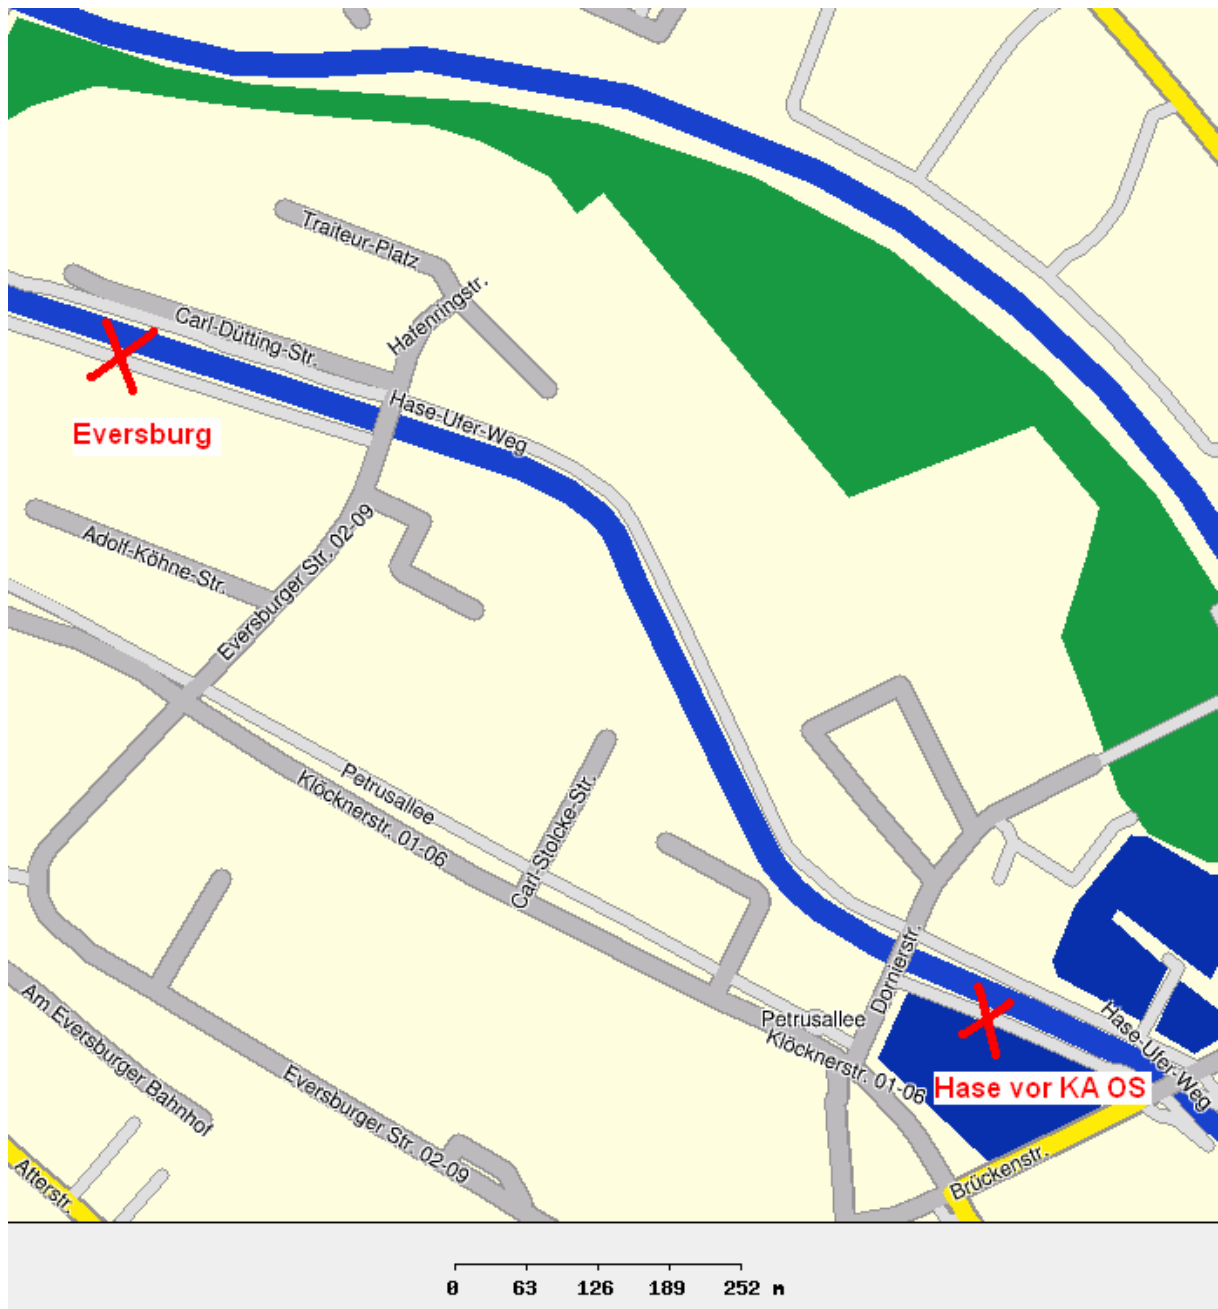 Traiteur-Platz
Hafenringstr.
Carl-Dütting-Str.
Hase-Ufer-Weg
Eversburg
Adolf-Köhne-Str.
Eversburger Str. 02-09
Petrusallee
Klöcknerstr. 01-06
Carl-Stolcke-Str.
Dornierstr.
Petrusallee
Klöcknerstr. 01-06
Hase-Ufer-Weg
Hase vor KA OS
Am Eversburger Bahnhof
Eversburger Str. 02-09
Brückenstr.
Atterstr.
0 63 126 189 252 m